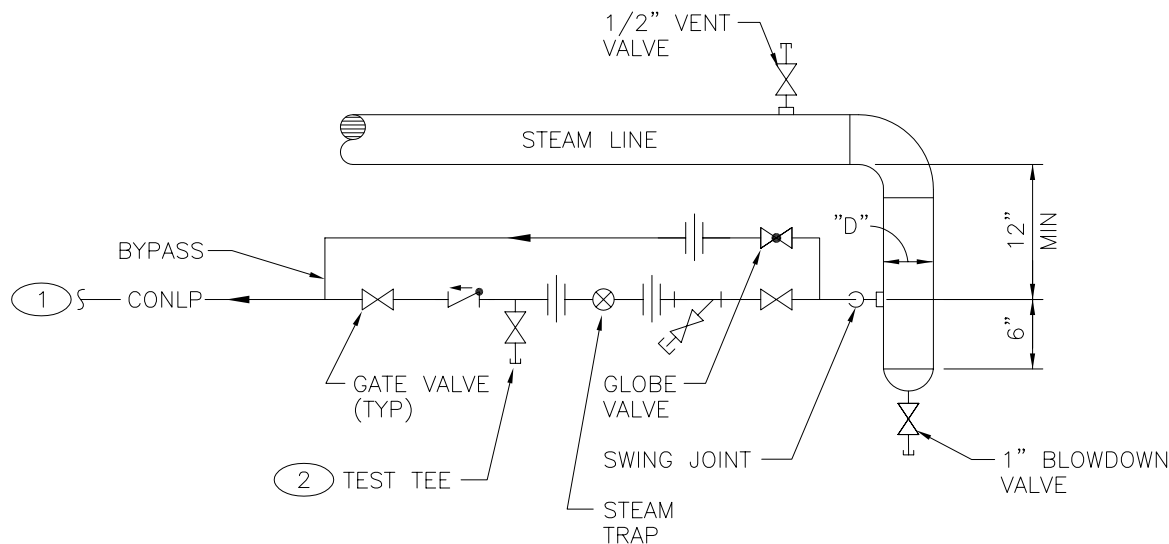 1/2" VENT
VALVE
STEAM LINE
"D"
12"
MIN
BYPASS
1
CONLP
6"
GATE VALVE
(TYP)
GLOBE
VALVE
2
TEST TEE
SWING JOINT
1" BLOWDOWN
VALVE
STEAM
TRAP